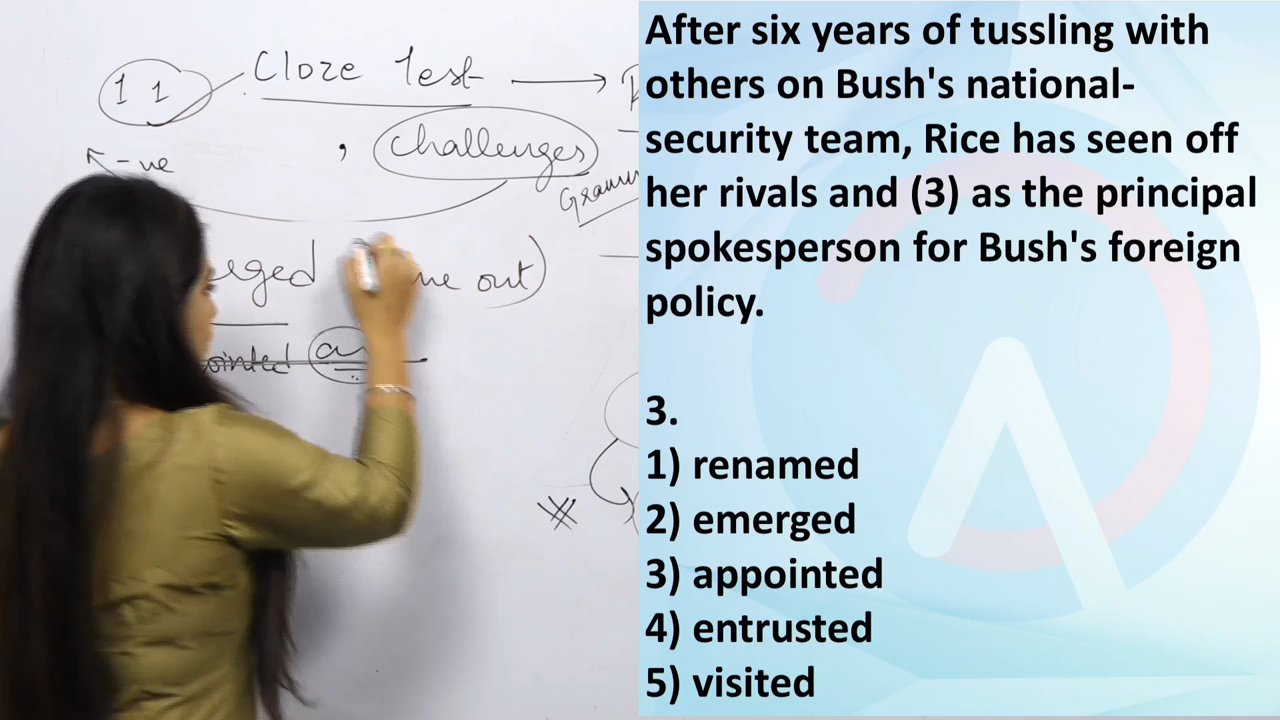 11 Cloze Test
, challenges
-ve
out)
After six years of tussling with
others on Bush's national-
security team, Rice has seen off
her rivals and (3) as the principal
spokesperson for Bush's foreign
policy.
3.
1) renamed
2) emerged
3) appointed
4) entrusted
5) visited